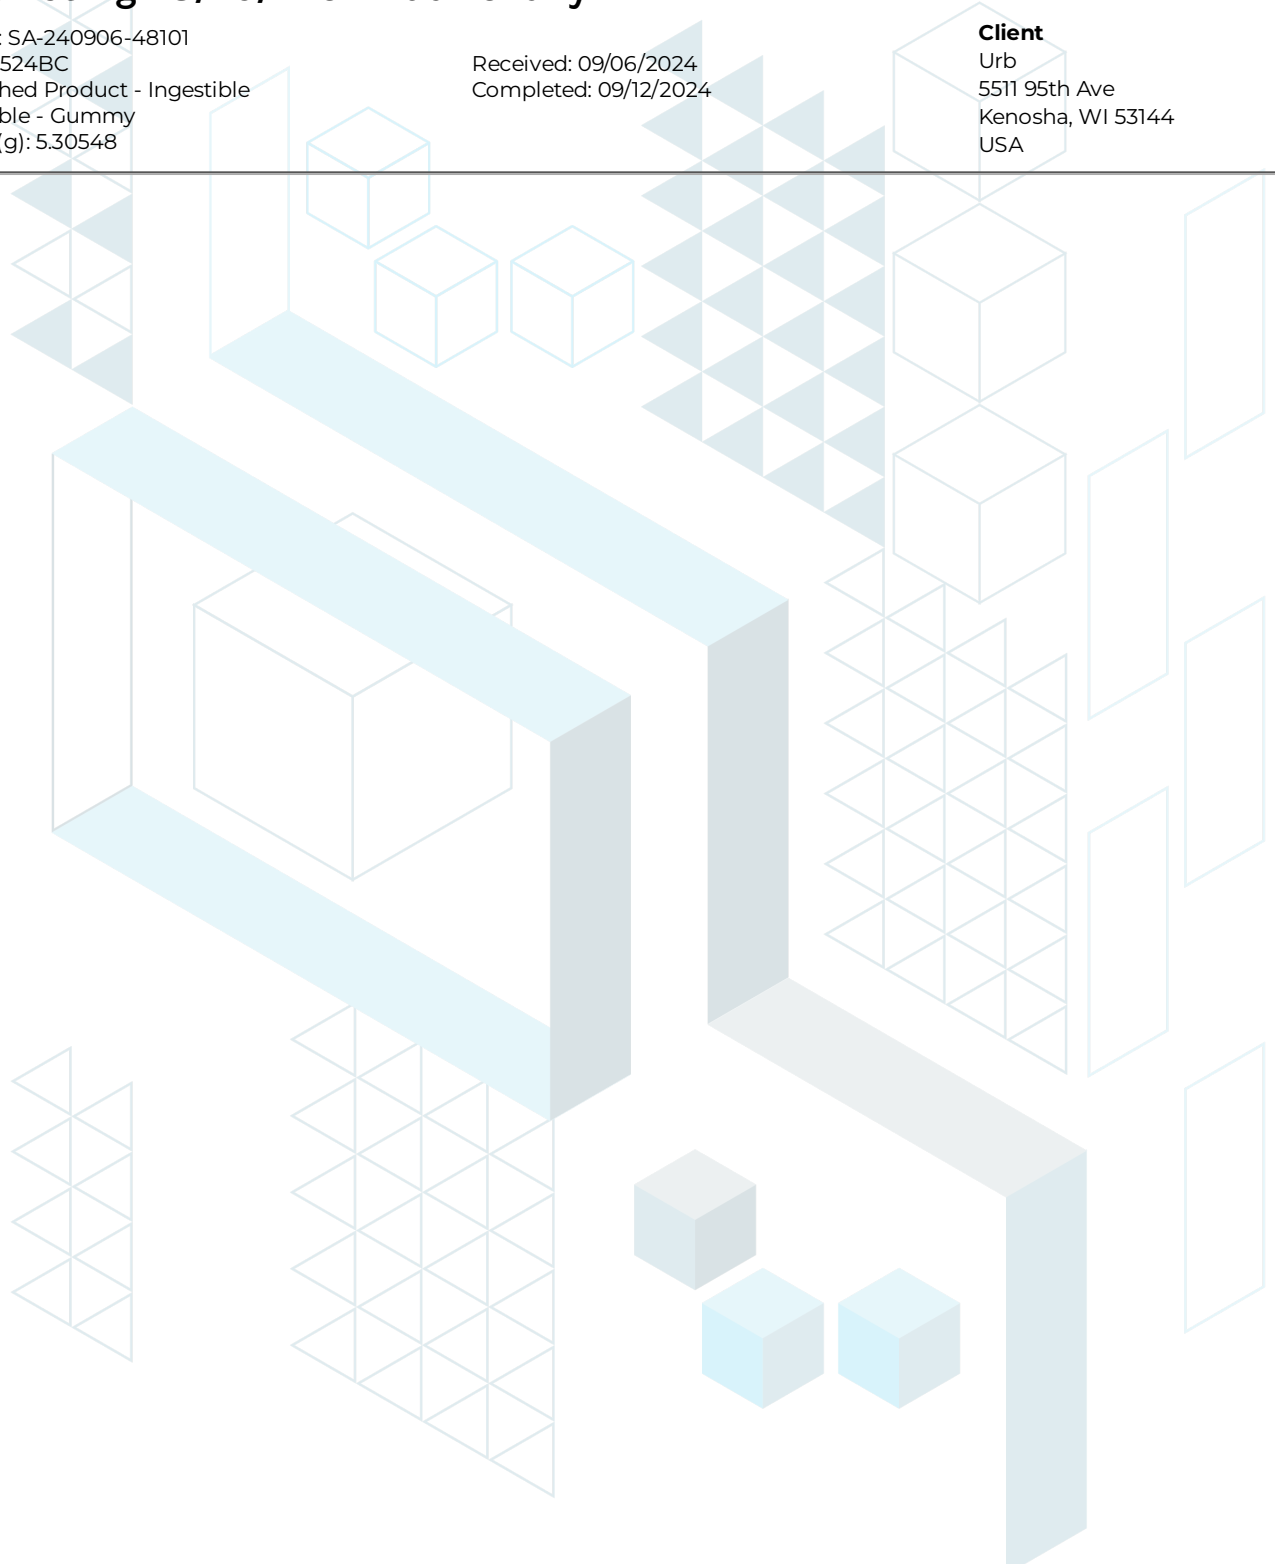 : SA-240906-48101
524BC
hed Product - Ingestible
ble - Gummy
(g): 5.30548
Received: 09/06/2024
Completed: 09/12/2024
Client
Urb
5511 95th Ave
Kenosha, WI 53144
USA